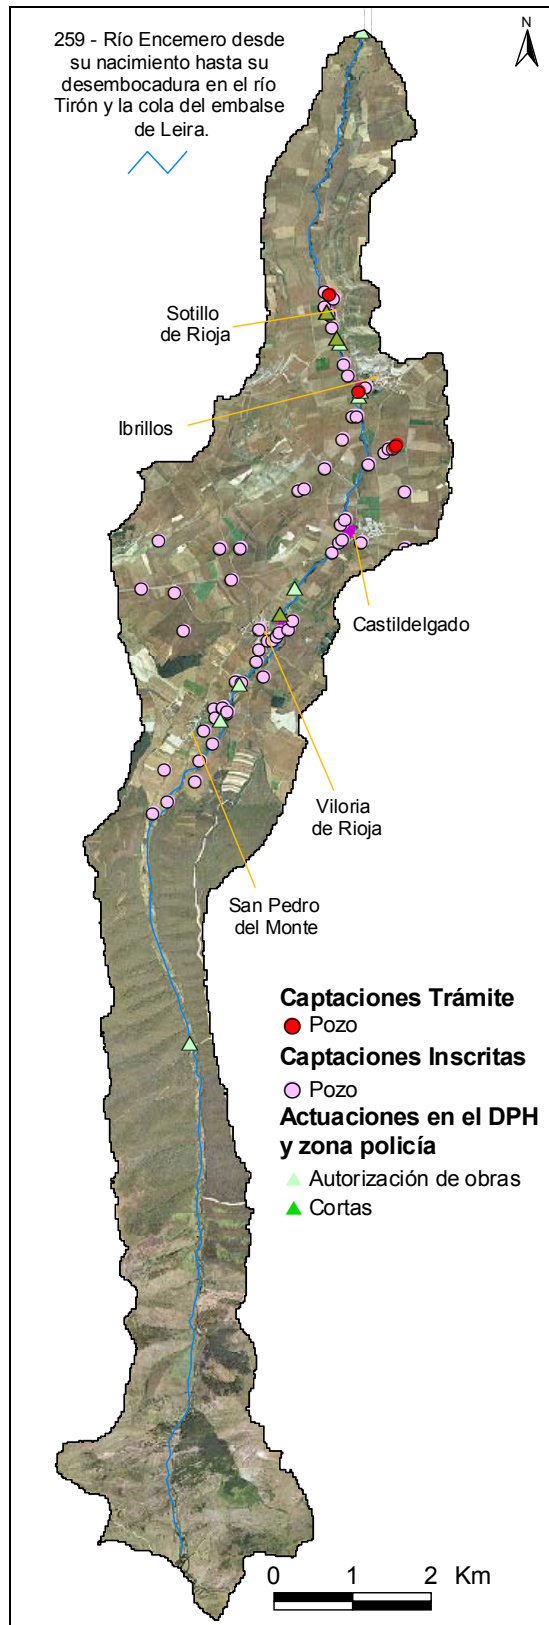 259 - Río Encemero desde
su nacimiento hasta su
desembocadura en el río
Tirón y la cola del embalse
de Leira.
N
Sotillo
de Rioja
Ibrillos
Castildelgado
Viloria
de Rioja
San Pedro
del Monte
Captaciones Trámite
Pozo
Captaciones Inscritas
Pozo
Actuaciones en el DPH
y zona policía
Autorización de obras
Cortas
0 1 2 Km